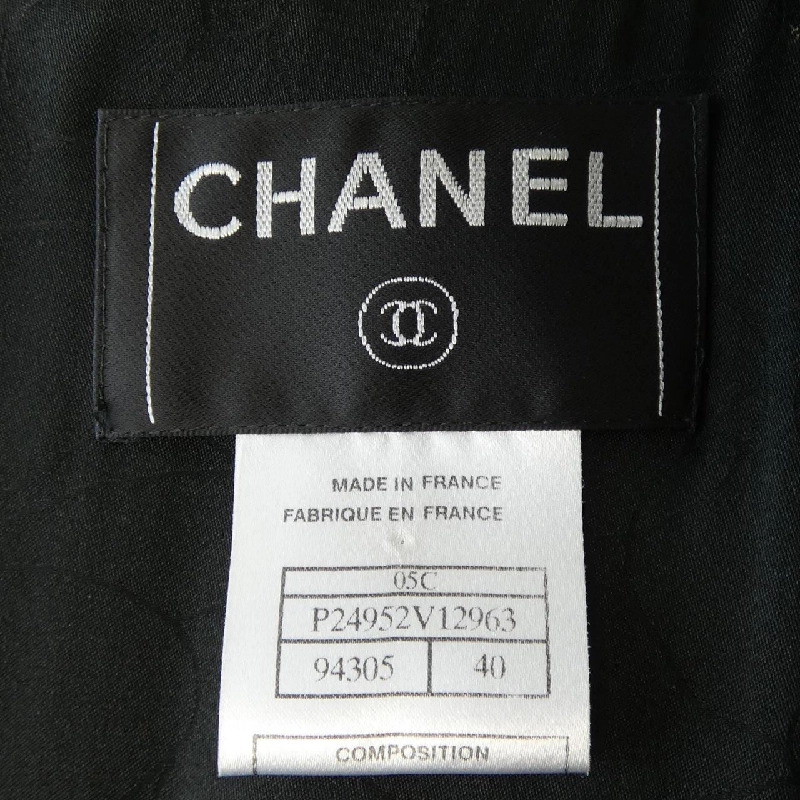 CHANEL
MADE IN FRANCE
FABRIQUE EN FRANCE
05C
P24952V12963
94305 40
COMPOSITION